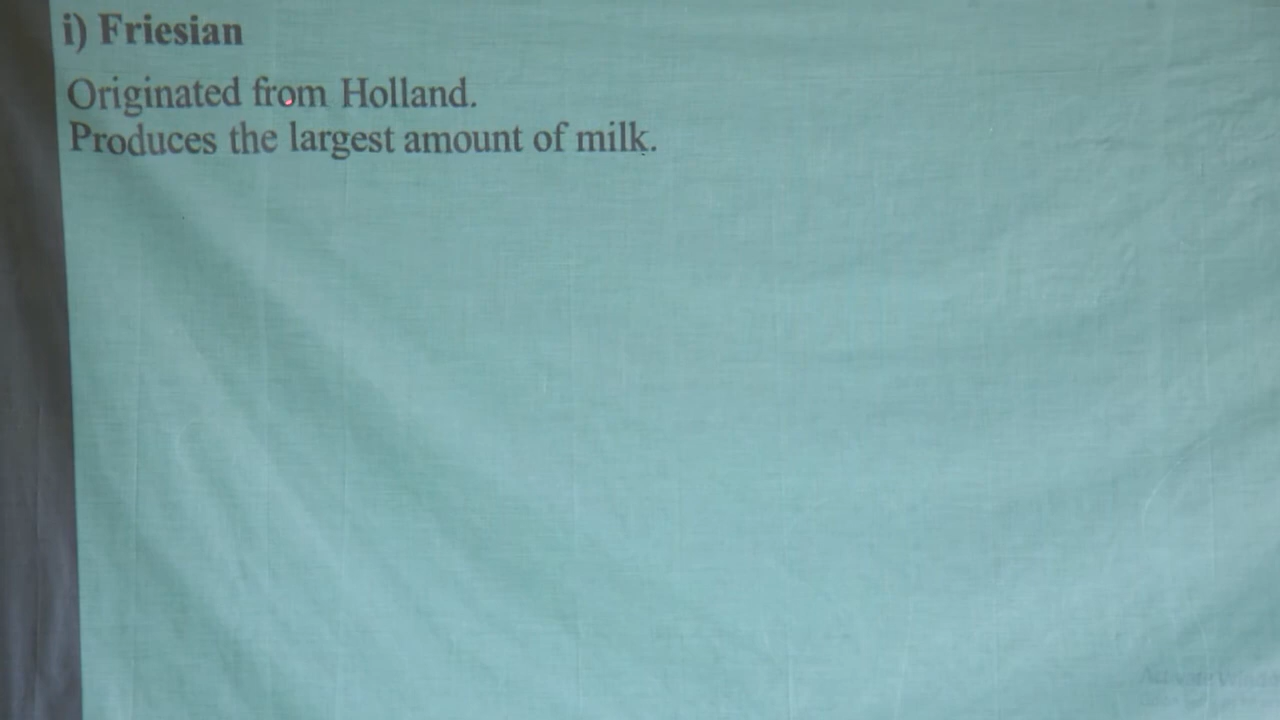 i) Friesian
Originated from Holland.
Produces the largest amount of milk.